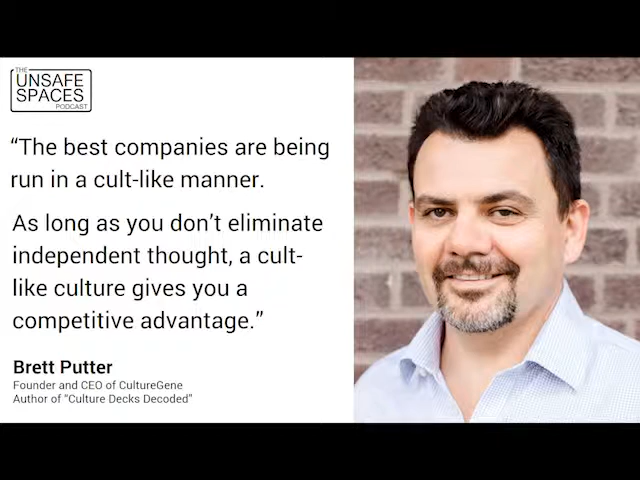 THE
UNSAFE
SPACES
PODCAST
“The best companies are being
run in a cult-like manner.
As long as you don’t eliminate
independent thought, a cult-
like culture gives you a
competitive advantage.”
Brett Putter
Founder and CEO of CultureGene
Author of “Culture Decks Decoded”